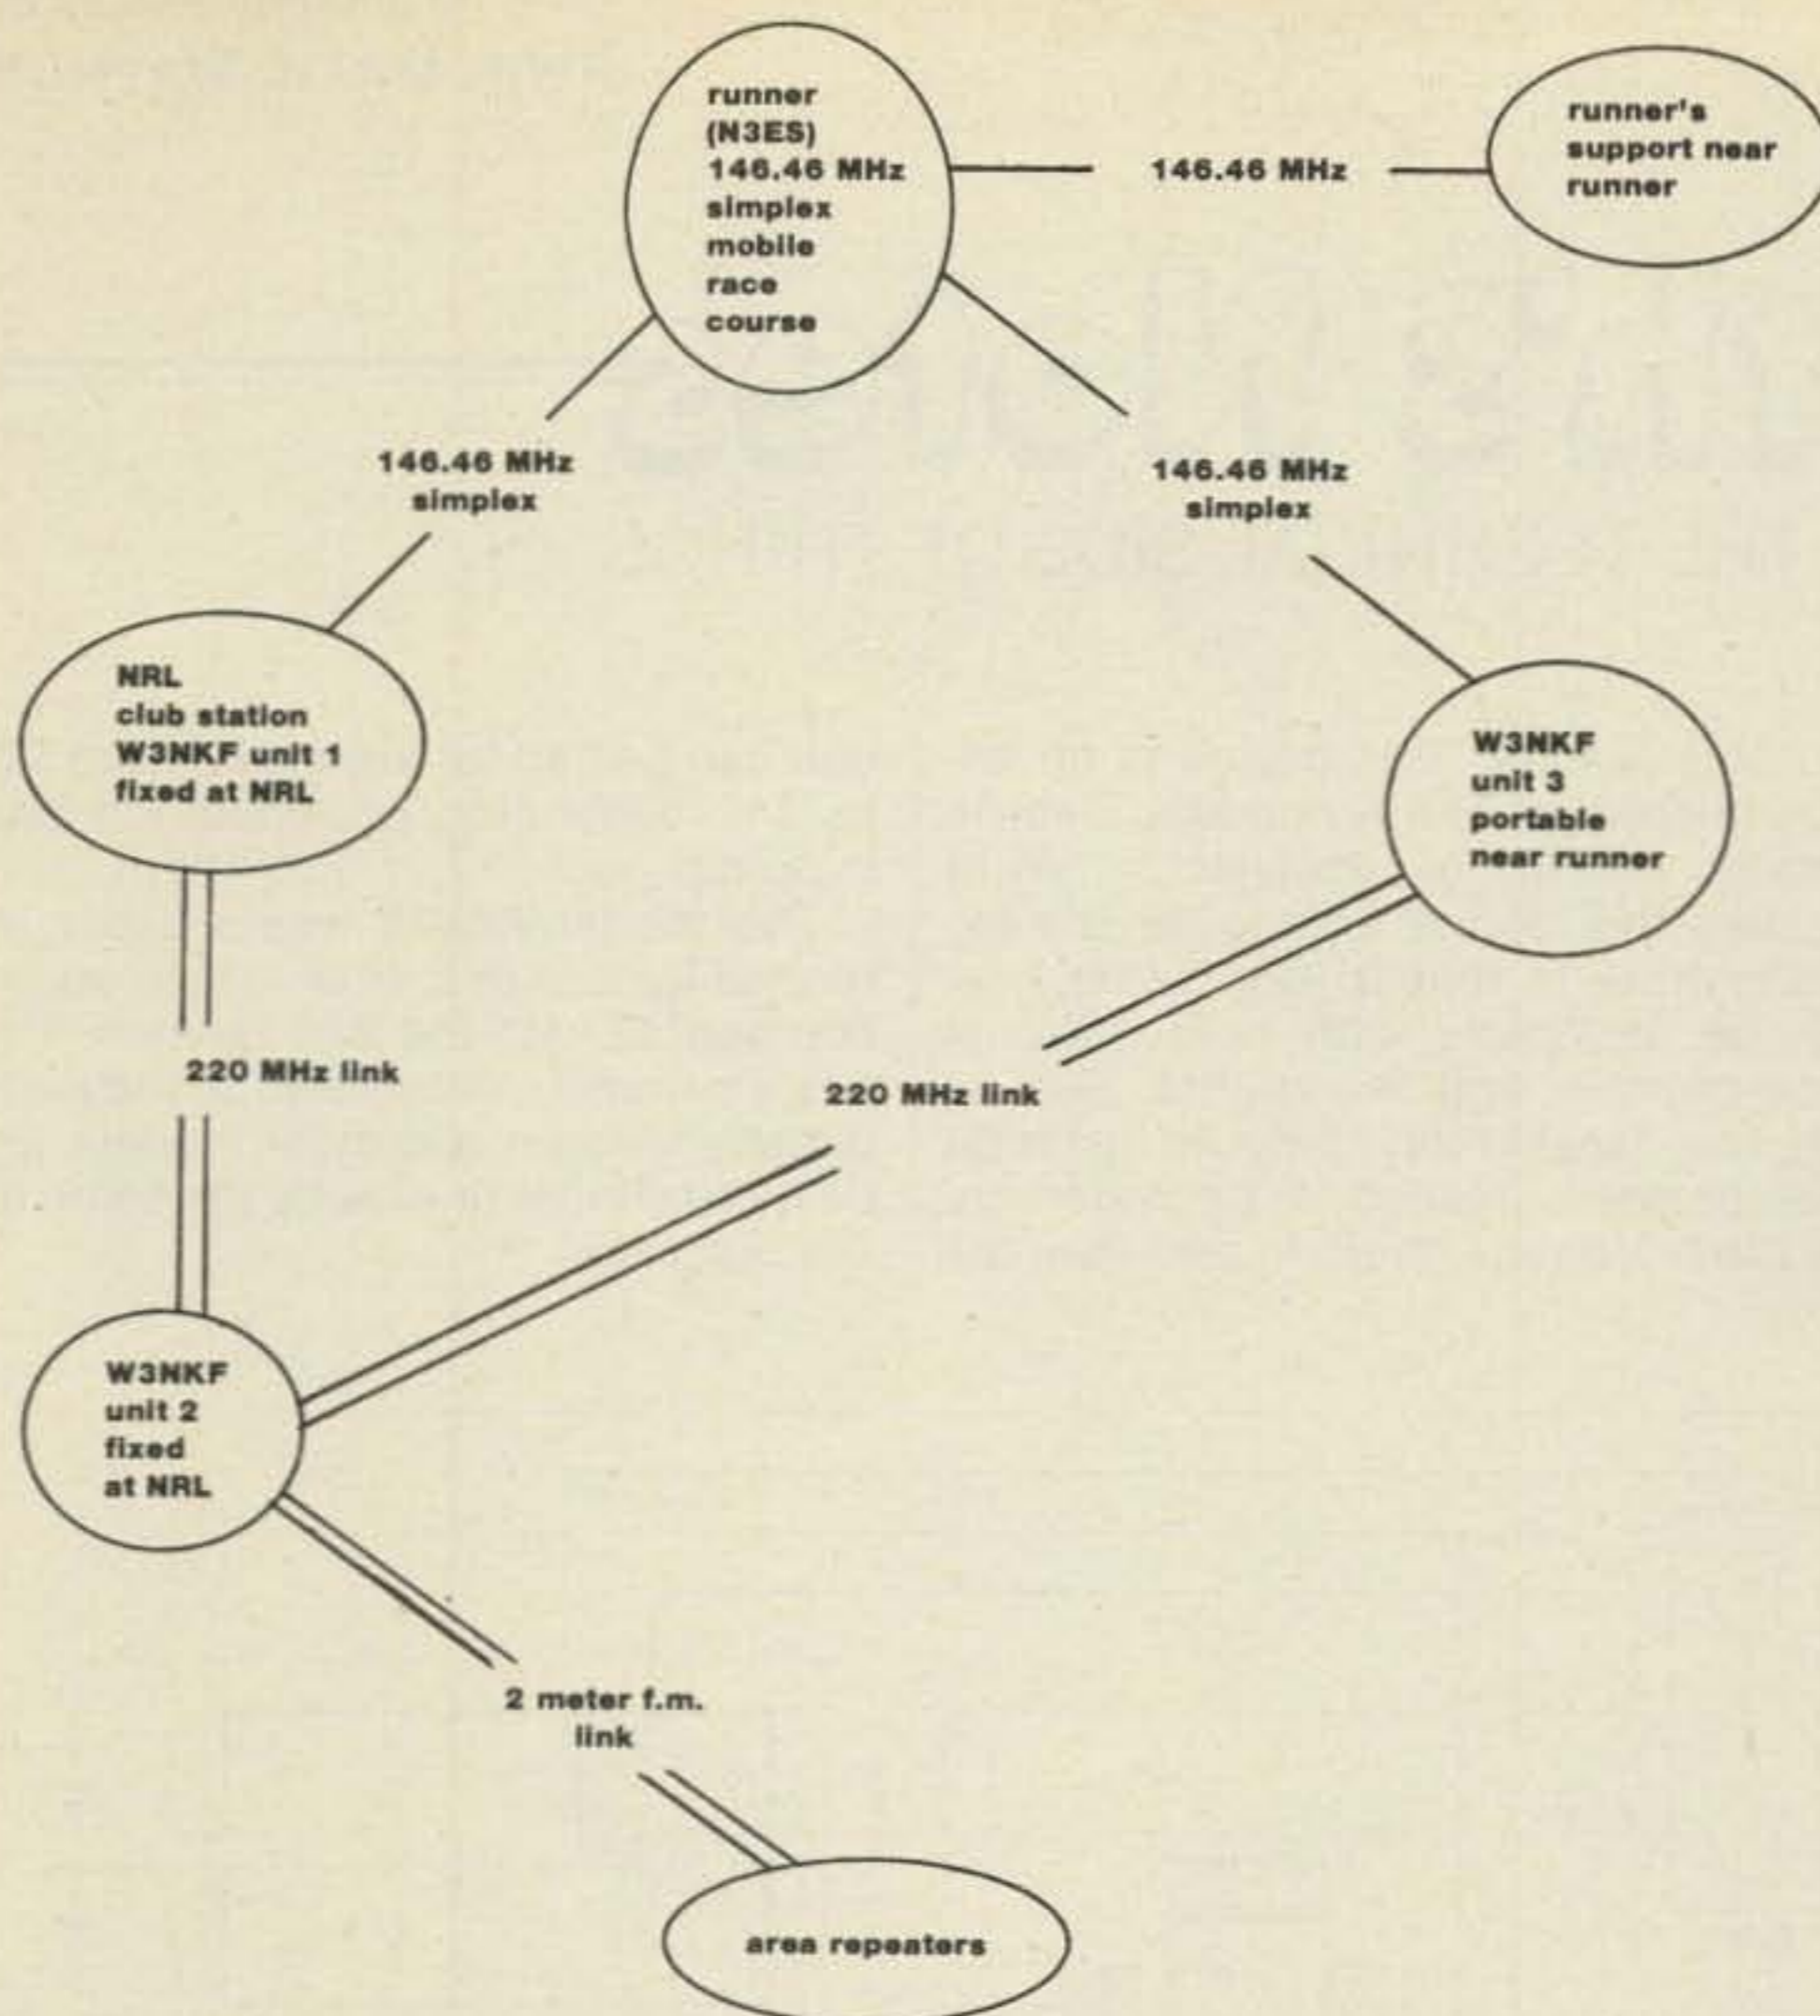 runner
(N3ES)
146.46 MHz
simplex
mobile
race
course
146.46 MHz
runner's
support near
runner
146.46 MHz
simplex
146.46 MHz
simplex
NRL
club station
W3NKF unit 1
fixed at NRL
W3NKF
unit 3
portable
near runner
220 MHz link
220 MHz link
W3NKF
unit 2
fixed
at NRL
2 meter f.m.
link
area repeaters